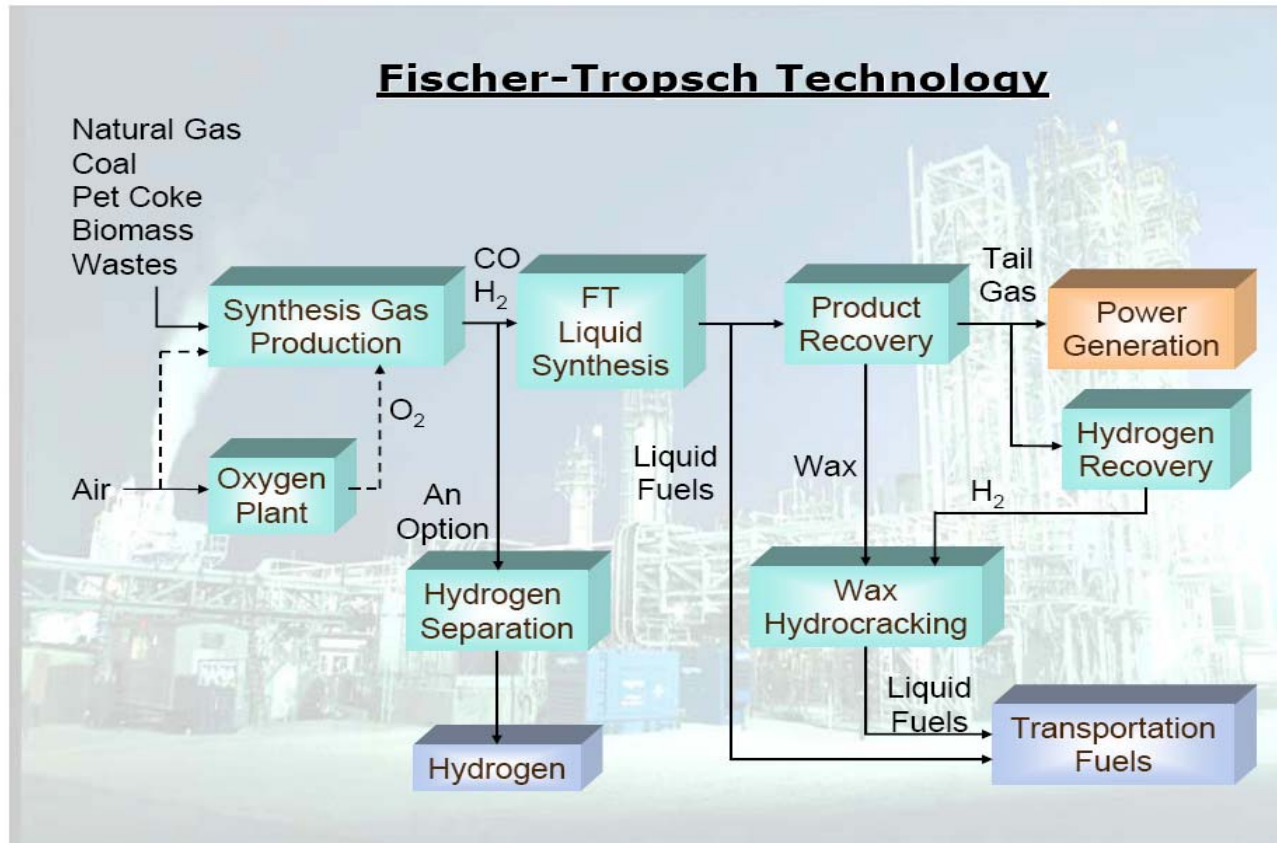 Fischer-Tropsch Technology
Natural Gas
Coal
Pet Coke
Biomass
Wastes
Synthesis Gas
Production
CO
H₂
FT
Liquid
Synthesis
Product
Recovery
Tail
Gas
Power
Generation
Air
Oxygen
Plant
O₂
An
Option
Liquid
Fuels
Wax
Hydrogen
Recovery
H₂
Hydrogen
Separation
Wax
Hydrocracking
Hydrogen
Liquid
Fuels
Transportation
Fuels